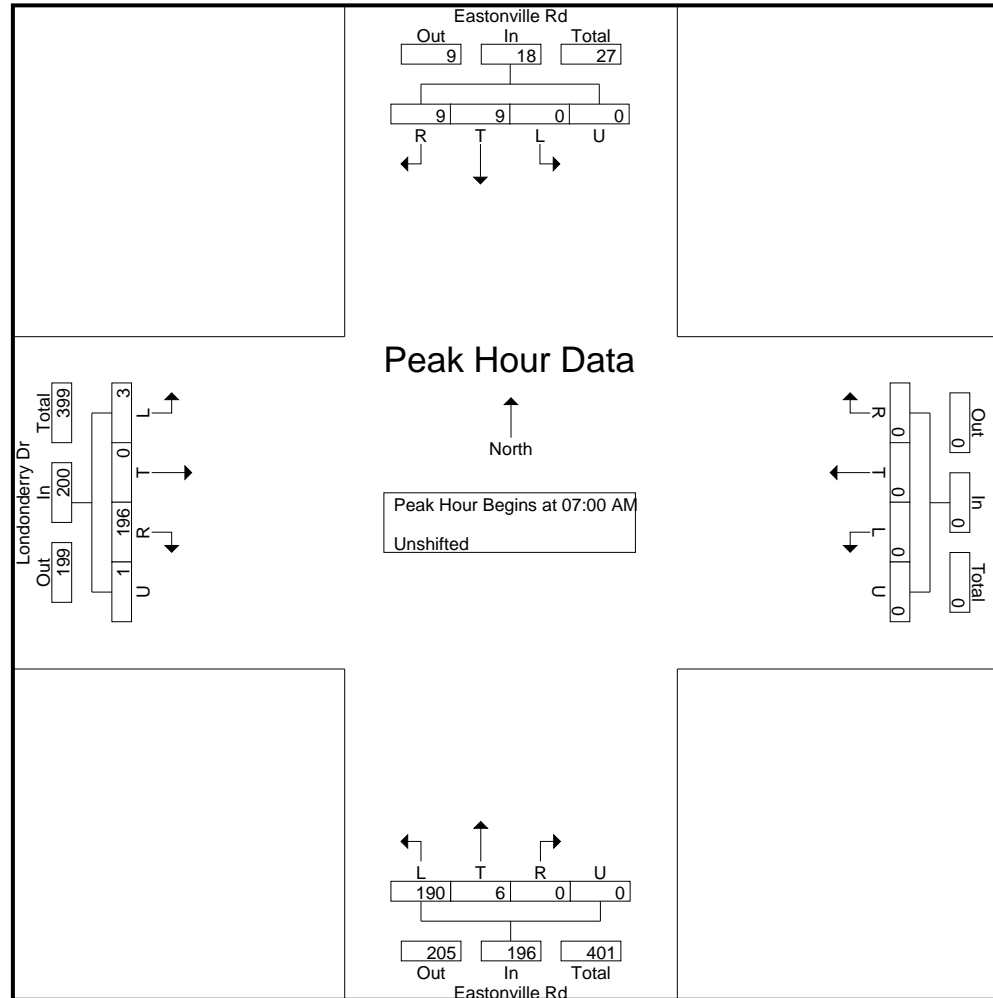 Eastonville Rd
Out In Total
9 18 27
9 9 0 0
R T L U
Peak Hour Data
North
Peak Hour Begins at 07:00 AM
Unshifted
Londonderry Dr
Out In Total
199 200 399
1 196 0 3
U R T L
Out In Total
0 0 0
0 0 0 0
R T L U
L T R U
190 6 0 0
205 196 401
Out In Total
Eastonville Rd